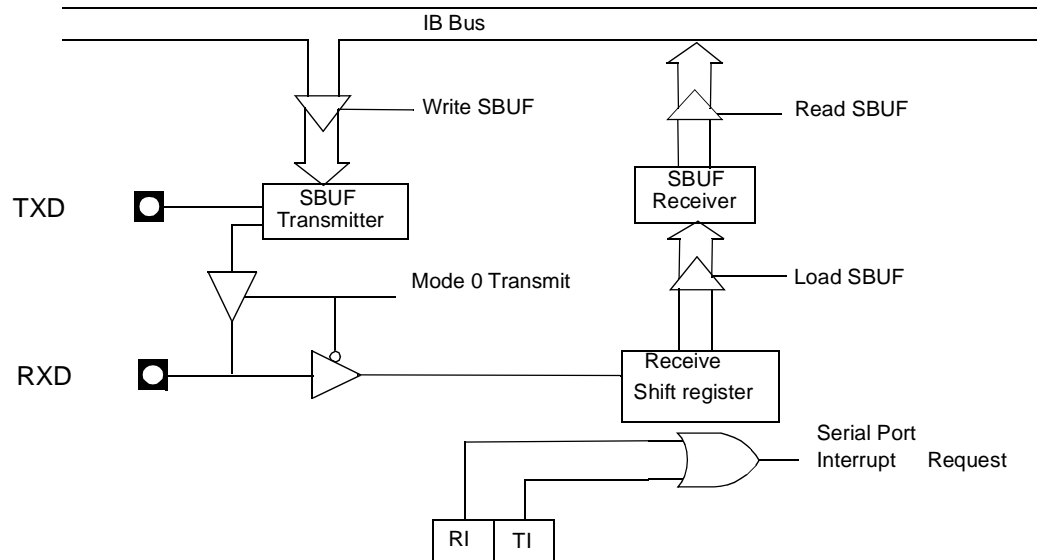 IB Bus
Write SBUF
Read SBUF
SBUF
Transmitter
SBUF
Receiver
TXD
Load SBUF
Mode 0 Transmit
RXD
Receive
Shift register
Serial Port
Interrupt Request
RI
TI